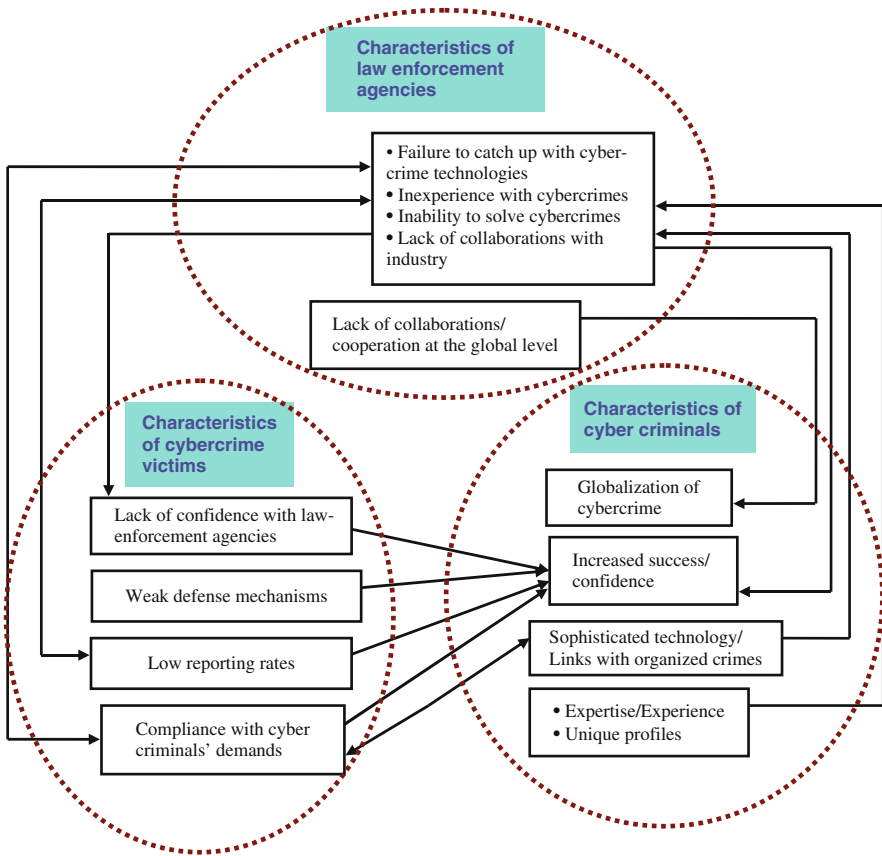 Characteristics of
law enforcement
agencies
• Failure to catch up with cyber-
crime technologies
• Inexperience with cybercrimes
• Inability to solve cybercrimes
• Lack of collaborations with
industry
Lack of collaborations/
cooperation at the global level
Characteristics
of cybercrime
victims
Lack of confidence with law-
enforcement agencies
Weak defense mechanisms
Low reporting rates
Compliance with cyber
criminals’ demands
Characteristics of
cyber criminals
Globalization of
cybercrime
Increased success/
confidence
Sophisticated technology/
Links with organized crimes
• Expertise/Experience
• Unique profiles